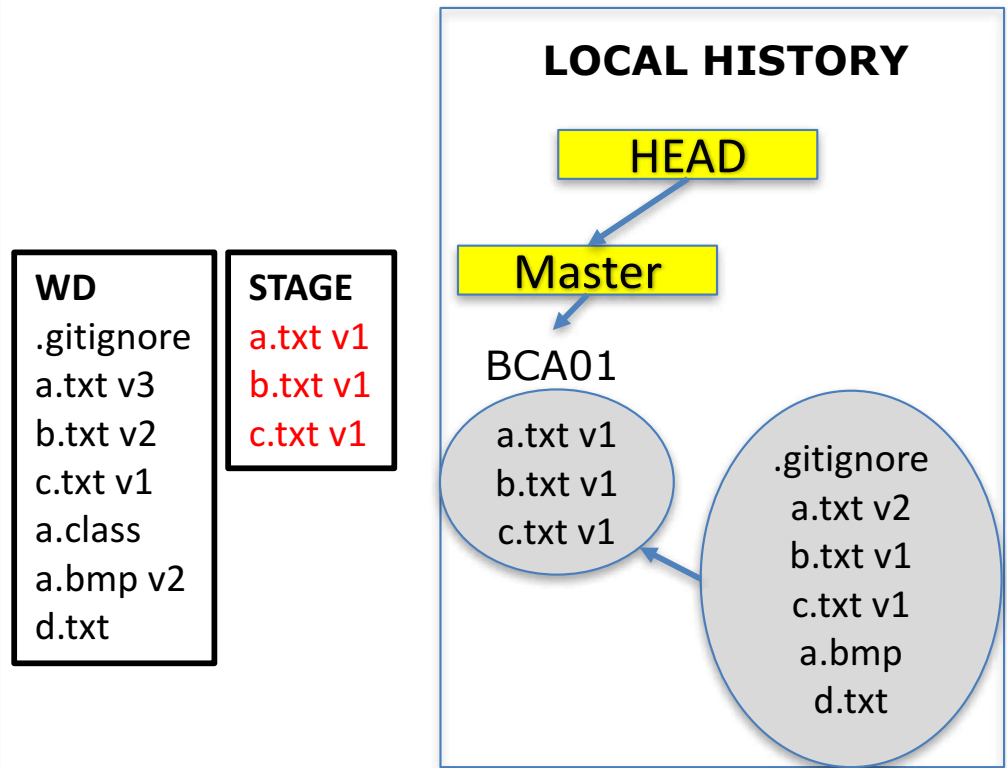 LOCAL HISTORY
HEAD
Master
WD
.gitignore
a.txt v3
b.txt v2
c.txt v1
a.class
a.bmp v2
d.txt
STAGE
a.txt v1
b.txt v1
c.txt v1
BCA01
a.txt v1
b.txt v1
c.txt v1
.gitignore
a.txt v2
b.txt v1
c.txt v1
a.bmp
d.txt